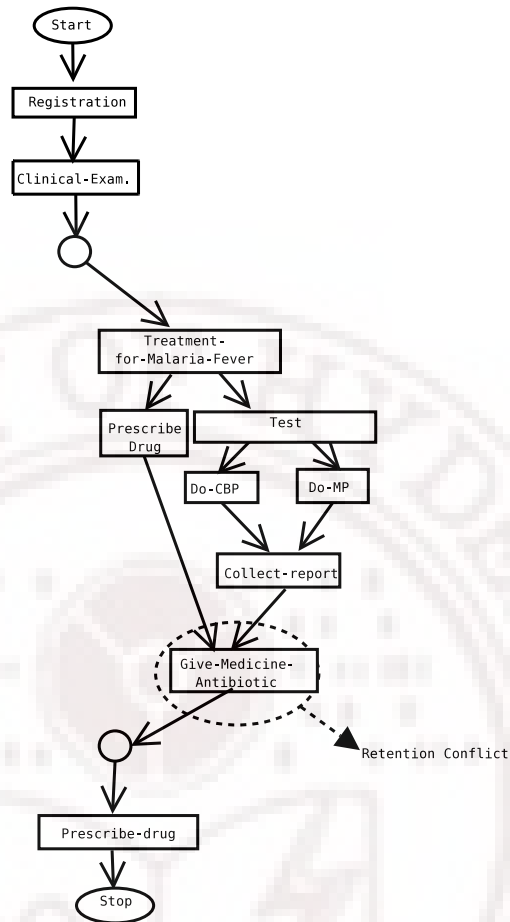 Start
Registration
Clinical-Exam.
Treatment-
for-Malaria-Fever
Prescribe
Drug
Test
Do-CBP
Do-MP
Collect-report
Give-Medicine-
Antibiotic
Retention Conflict
Prescribe-drug
Stop